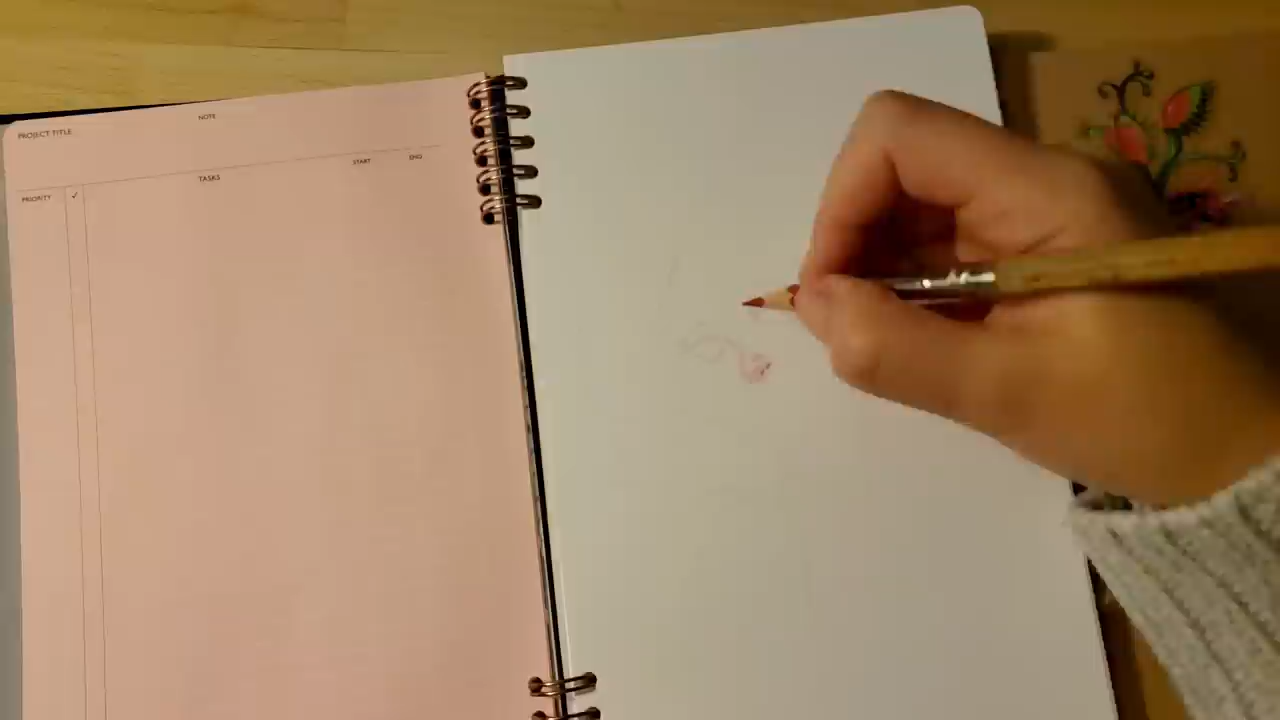 NOTE
PROJECT TITLE
START END
TASKS
PRIORITY ✓